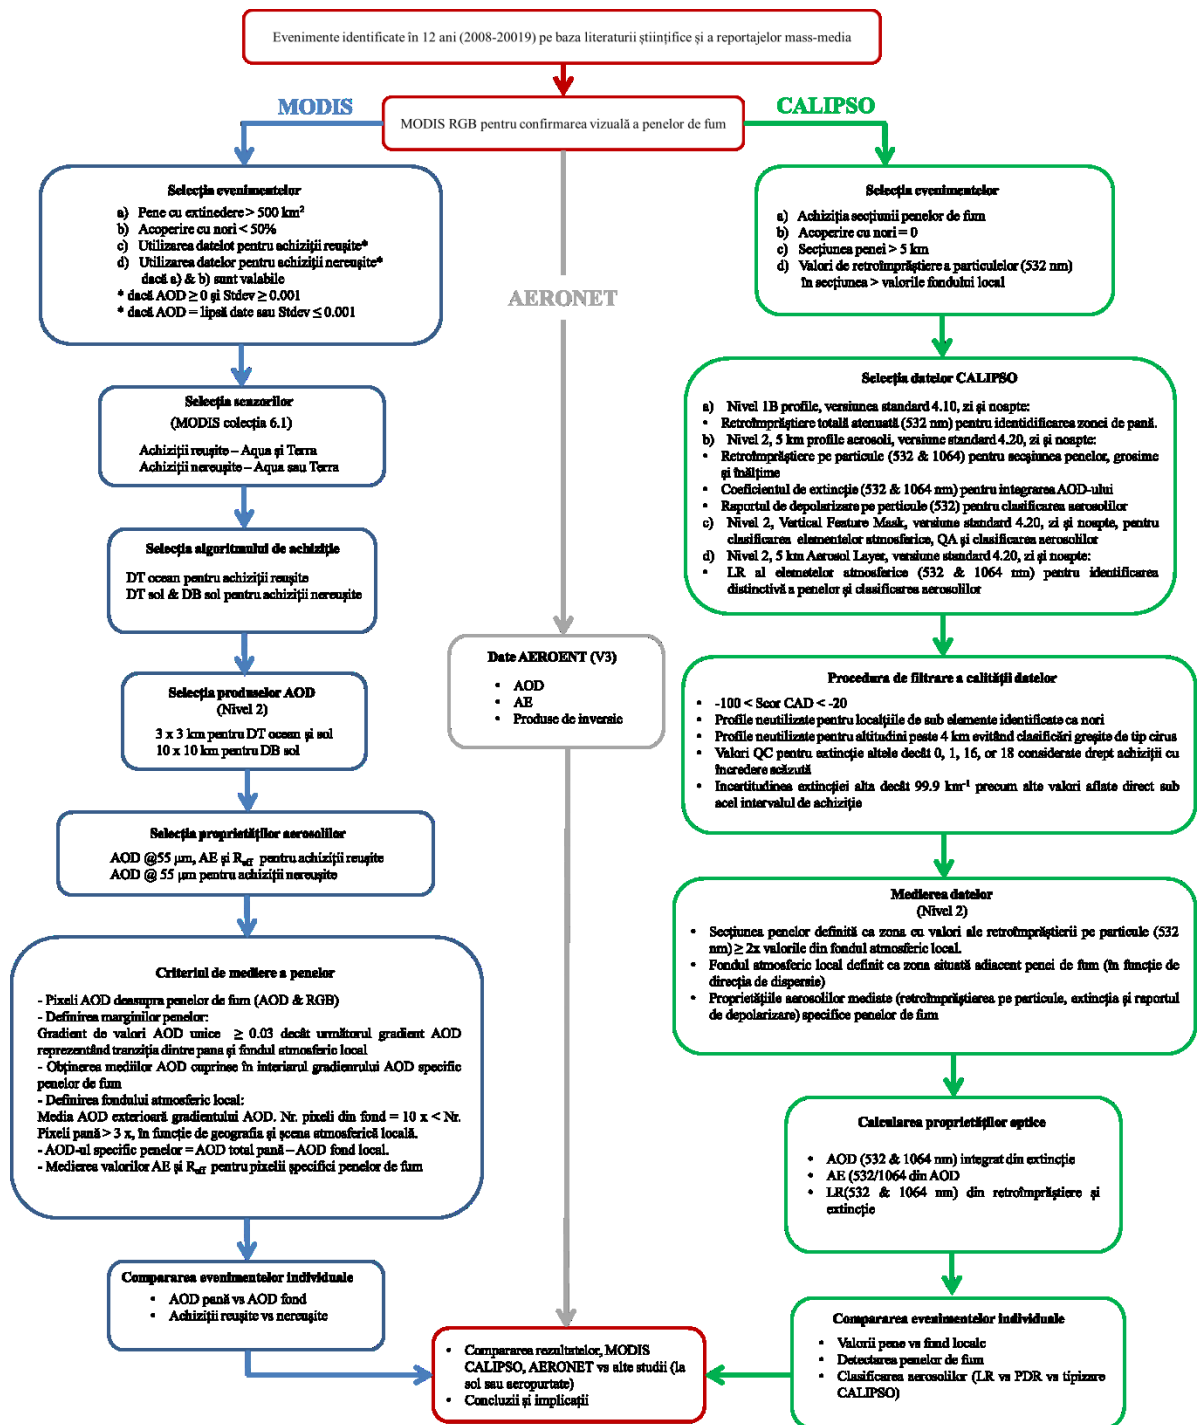 Evenimente identificate în 12 ani (2008-20019) pe baza literaturii științifice și a reportajelor mass-media
MODIS
CALIPSO
MODIS RGB pentru confirmarea vizuală a penelor de fum
Selecția evenimentelor
a) Pene cu extinedere > 500 km²
b) Acoperire cu nori < 50%
c) Utilizarea datelot pentru achiziții reușite*
d) Utilizarea datelor pentru achiziții nereușite*
dacă a) & b) sunt valabile
* dacă AOD ≥ 0 și Stdev ≥ 0.001
* dacă AOD = lipsă date sau Stdev ≤ 0.001
Selecția senzorilor
(MODIS colecția 6.1)
Achiziții reușite – Aqua și Terra
Achiziții nereușite – Aqua sau Terra
Selecția algoritmului de achiziție
DT ocean pentru achiziții reușite
DT sol & DB sol pentru achiziții nereușite
Selecția produselor AOD
(Nivel 2)
3 x 3 km pentru DT ocean și sol
10 x 10 km pentru DB sol
Selecția proprietăților aerosolilor
AOD @55 µm, AE și Reff pentru achiziții reușite
AOD @ 55 µm pentru achiziții nereușite
Criteriul de mediere a penelor
- Pixeli AOD deasupra penelor de fum (AOD & RGB)
- Definirea marginilor penelor:
Gradient de valori AOD unice ≥ 0.03 decât următorul gradient AOD
reprezentând tranziția dintre pana și fondul atmosferic local
- Obținerea mediilor AOD cuprinse în interiarul gradienrului AOD specific
penelor de fum
- Definirea fondului atmosferic local:
Media AOD exterioară gradientului AOD. Nr. pixeli din fond = 10 x < Nr.
Pixeli pană > 3 x, în funcție de geografia și scena atmosferică locală.
- AOD-ul specific penelor = AOD total pană – AOD fond local.
- Medierea valorilor AE și Reff pentru pixelii specifici penelor de fum
Compararea evenimentelor individuale
• AOD pană vs AOD fond
• Achiziții reușite vs nereușite
AERONET
Date AEROENT (V3)
• AOD
• AE
• Produse de inversie
Selecția evenimentelor
a) Achiziția secțiunii penelor de fum
b) Acoperire cu nori = 0
c) Secțiunea penei > 5 km
d) Valori de retroîmprăștiere a particulelor (532 nm)
în secțiunea > valorile fondului local
Selecția datelor CALIPSO
a) Nivel 1B profile, versiunea standard 4.10, zi și noapte:
• Retroîmprăștiere totală atenuată (532 nm) pentru identidificarea zonei de pană.
b) Nivel 2, 5 km profile aerosoli, versiune standard 4.20, zi și noapte:
• Retroîmprăștiere pe particule (532 & 1064) pentru secșiunea penelor, grosime
și înălțime
• Coeficientul de extincție (532 & 1064 nm) pentru integrarea AOD-ului
• Raportul de depolarizare pe perticule (532) pentru clasificarea aerosolilor
c) Nivel 2, Vertical Feature Mask, versiune standard 4.20, zi și noapte, pentru
clasificarea elementelor atmosferice, QA și clasificarea aerosolilor
d) Nivel 2, 5 km Aerosol Layer, versiune standard 4.20, zi și noapte:
• LR al elemetelor atmosferice (532 & 1064 nm) pentru identificarea
distinctivă a penelor și clasificarea aerosolilor
Procedura de filtrare a calității datelor
• -100 < Scor CAD < -20
• Profile neutilizate pentru localțiile de sub elemente identificate ca nori
• Profile neutilizate pentru altitudini peste 4 km evitând clasificări greșite de tip cirus
• Valori QC pentru extincție altele decât 0, 1, 16, or 18 considerate drept achiziții cu
încredere scăzută
• Incertitudinea extincției alta decât 99.9 km⁻¹ precum alte valori aflate direct sub
acel intervalul de achiziție
Medierea datelor
(Nivel 2)
• Secțiunea penelor definită ca zona cu valori ale retroîmprăștierii pe particule (532
nm) ≥ 2x valorile din fondul atmosferic local.
• Fondul atmosferic local definit ca zona situată adiacent penei de fum (în funcție de
direcția de dispersie)
• Proprietățiile aerosolilor mediate (retroîmprăștierea pe particule, extincția și raportul
de depolarizare) specifice penelor de fum
Calcularea proprietăților optice
• AOD (532 & 1064 nm) integrat din extincție
• AE (532/1064 din AOD
• LR(532 & 1064 nm) din retroîmprăștiere și
extincție
Compararea evenimentelor individuale
• Valorii pene vs fond locale
• Detectarea penelor de fum
• Clasificarea aerosolilor (LR vs PDR vs tipizare
CALIPSO)
• Compararea rezultatelor, MODIS
CALIPSO, AERONET vs alte studii (la
sol sau aeropurtate)
• Concluzii și implicații